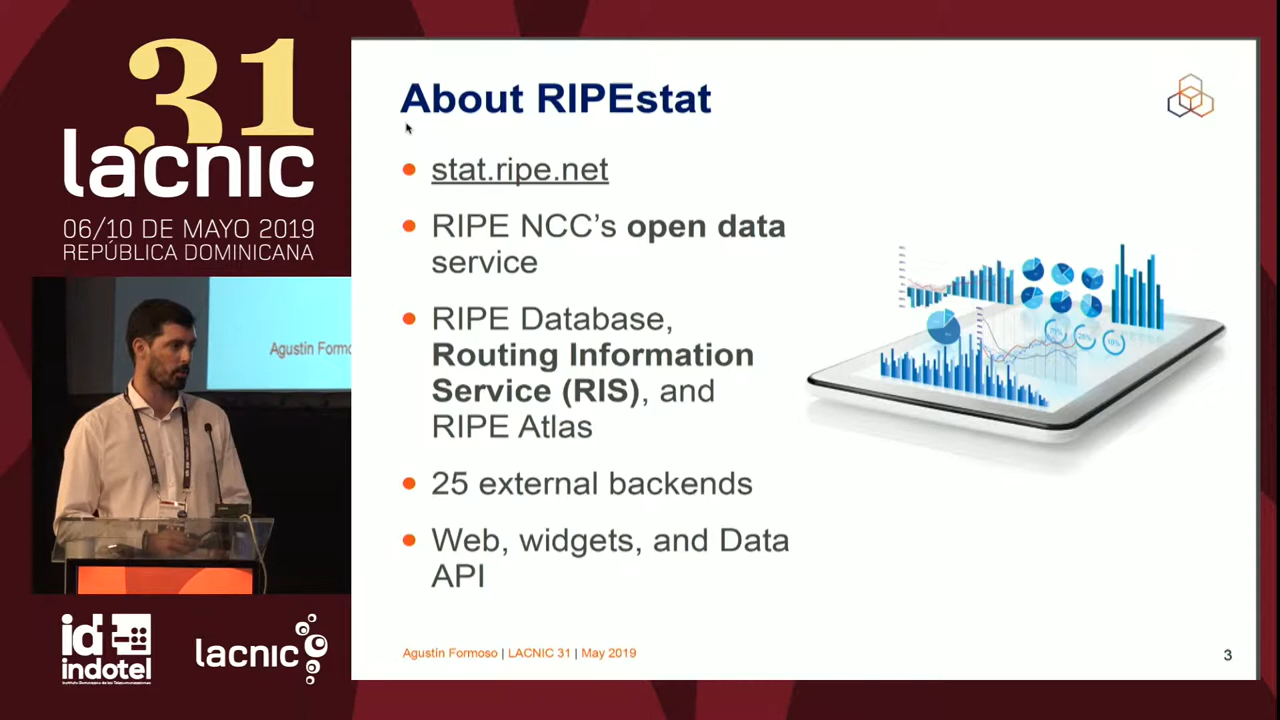 31
lacnic
06/10 DE MAYO 2019
REPÚBLICA DOMINICANA
Agustin Formo
id
indotel
lacnic
About RIPEstat
stat.ripe.net
RIPE NCC's open data
service
RIPE Database,
Routing Information
Service (RIS), and
RIPE Atlas
25 external backends
Web, widgets, and Data
API
Agustin Formoso | LACNIC 31 | May 2019
3